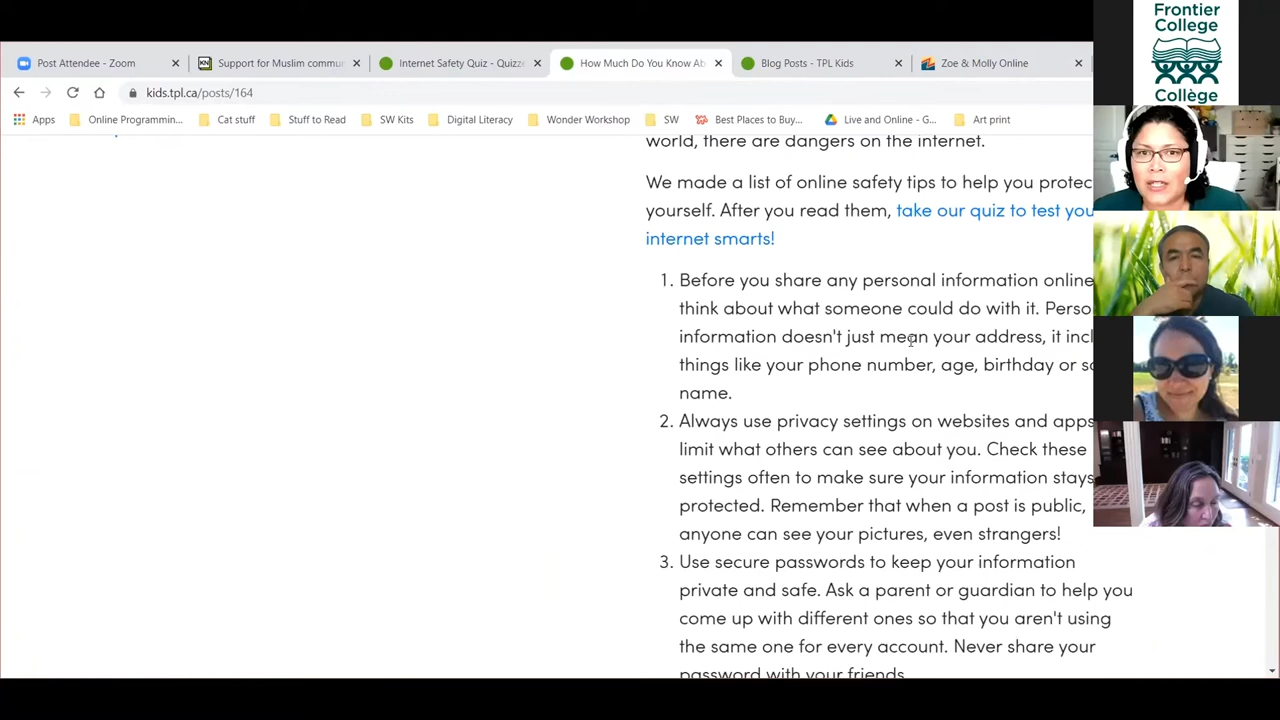 Frontier
College
Collège
Post Attendee - Zoom
Support for Muslim commu
Internet Safety Quiz - Quizz
How Much Do You Know Ab
Blog Posts - TPL Kids
Zoe & Molly Online
kids.tpl.ca/posts/164
Apps
Online Programmin...
Cat stuff
Stuff to Read
SW Kits
Digital Literacy
Wonder Workshop
SW
Best Places to Buy...
Live and Online - G...
Art print
world, there are dangers on the internet.
We made a list of online safety tips to help you protec
yourself. After you read them, take our quiz to test you
internet smarts!
1. Before you share any personal information online
think about what someone could do with it. Perso
information doesn't just mean your address, it incl
things like your phone number, age, birthday or sc
name.
2. Always use privacy settings on websites and apps
limit what others can see about you. Check these
settings often to make sure your information stays
protected. Remember that when a post is public,
anyone can see your pictures, even strangers!
3. Use secure passwords to keep your information
private and safe. Ask a parent or guardian to help you
come up with different ones so that you aren't using
the same one for every account. Never share your
password with your friends.